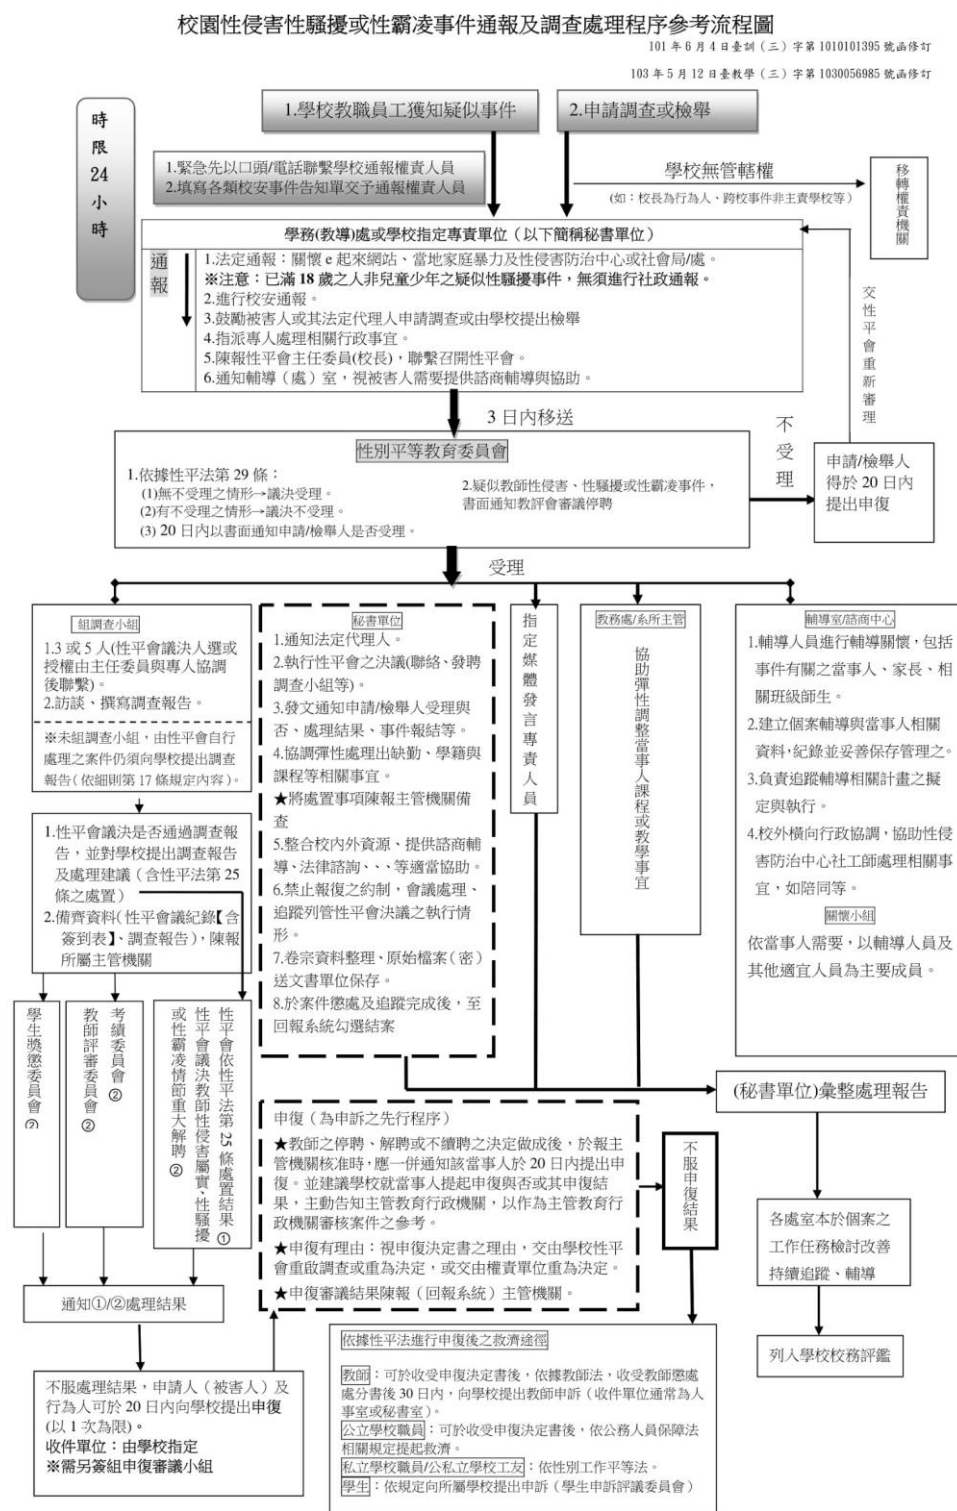 校園性侵害性騷擾或性霸凌事件通報及調查處理程序參考流程圖
101 年 6 月 4 日臺訓（三）字第 1010101395 號函修訂
103 年 5 月 12 日臺教學（三）字第 1030056985 號函修訂
時限 24 小時
1.學校教職員工獲知疑似事件
2.申請調查或檢舉
1.緊急先以口頭/電話聯繫學校通報權責人員
2.填寫各類校安事件告知單交予通報權責人員
學校無管轄權
(如：校長為行為人、跨校事件非主責學校等)
移轉權責機關
學務(教導)處或學校指定專責單位（以下簡稱秘書單位）
通報
1.法定通報：關懷 e 起來網站、當地家庭暴力及性侵害防治中心或社會局/處。
※注意：已滿 18 歲之人非兒童少年之疑似性騷擾事件，無須進行社政通報。
2.進行校安通報。
3.鼓勵被害人或其法定代理人申請調查或由學校提出檢舉
4.指派專人處理相關行政事宜。
5.陳報性平會主任委員(校長)，聯繫召開性平會。
6.通知輔導（處）室，視被害人需要提供諮商輔導與協助。
交性平會重新審理
3 日內移送
性別平等教育委員會
1.依據性平法第 29 條：
(1)無不受理之情形→議決受理。
(2)有不受理之情形→議決不受理。
(3) 20 日內以書面通知申請/檢舉人是否受理。
2.疑似教師性侵害、性騷擾或性霸凌事件，
書面通知教評會審議停聘
不受理
申請/檢舉人
得於 20 日內
提出申復
受理
組調查小組
1.3 或 5 人(性平會議決人選或
授權由主任委員與專人協調
後聯繫)。
2.訪談、撰寫調查報告。
※未組調查小組，由性平會自行
處理之案件仍須向學校提出調查
報告(依細則第 17 條規定內容)。
秘書單位
1.通知法定代理人。
2.執行性平會之決議(聯絡、發聘
調查小組等)。
3.發文通知申請/檢舉人受理與
否、處理結果、事件報結等。
4.協調彈性處理出缺勤、學籍與
課程等相關事宜。
★將處置事項陳報主管機關備
查
5.整合校內外資源、提供諮商輔
導、法律諮詢、、、等適當協助。
6.禁止報復之約制，會議處理、
追蹤列管性平會決議之執行情
形。
7.卷宗資料整理、原始檔案（密）
送文書單位保存。
8.於案件懲處及追蹤完成後，至
回報系統勾選結案
指定媒體發言專責人員
教務處/系所主管
協助彈性調整當事人課程或教學事宜
輔導室/諮商中心
1.輔導人員進行輔導關懷，包括
事件有關之當事人、家長、相
關班級師生。
2.建立個案輔導與當事人相關
資料，紀錄並妥善保存管理之。
3.負責追蹤輔導相關計畫之擬
定與執行。
4.校外橫向行政協調，協助性侵
害防治中心社工師處理相關事
宜，如陪同等。
關懷小組
依當事人需要，以輔導人員及
其他適宜人員為主要成員。
1.性平會議決是否通過調查報
告，並對學校提出調查報告
及處理建議（含性平法第 25
條之處置）
2.備齊資料(性平會議紀錄【含
簽到表】、調查報告)，陳報
所屬主管機關
學生獎懲委員會②
考績委員會②
教師評審委員會②
性平會依性平法第 25 條處置結果①
性平會議決教師性侵害屬實、性騷擾
或性霸凌情節重大解聘②
(秘書單位)彙整處理報告
申復（為申訴之先行程序）
★教師之停聘、解聘或不續聘之決定做成後，於報主
管機關核准時，應一併通知該當事人於 20 日內提出申
復。並建議學校就當事人提起申復與否或其申復結
果，主動告知主管教育行政機關，以作為主管教育行
政機關審核案件之參考。
★申復有理由：視申復決定書之理由，交由學校性平
會重啟調查或重為決定，或交由權責單位重為決定。
★申復審議結果陳報（回報系統）主管機關。
不服申復結果
各處室本於個案之
工作任務檢討改善
持續追蹤、輔導
列入學校校務評鑑
通知①/②處理結果
不服處理結果，申請人（被害人）及
行為人可於 20 日內向學校提出申復
(以 1 次為限)。
收件單位：由學校指定
※需另簽組申復審議小組
依據性平法進行申復後之救濟途徑
教師：可於收受申復決定書後，依據教師法，收受教師懲處
處分書後 30 日內，向學校提出教師申訴（收件單位通常為人
事室或秘書室）。
公立學校職員：可於收受申復決定書後，依公務人員保障法
相關規定提起救濟。
私立學校職員/公私立學校工友：依性別工作平等法。
學生：依規定向所屬學校提出申訴（學生申訴評議委員會）